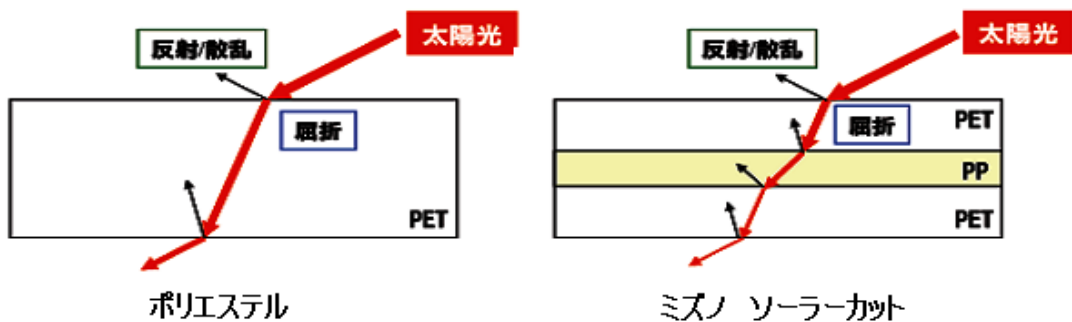 太陽光
反射/散乱
屈折
PET
ポリエステル
太陽光
反射/散乱
屈折
PET
PP
PET
ミズノ ソーラーカット